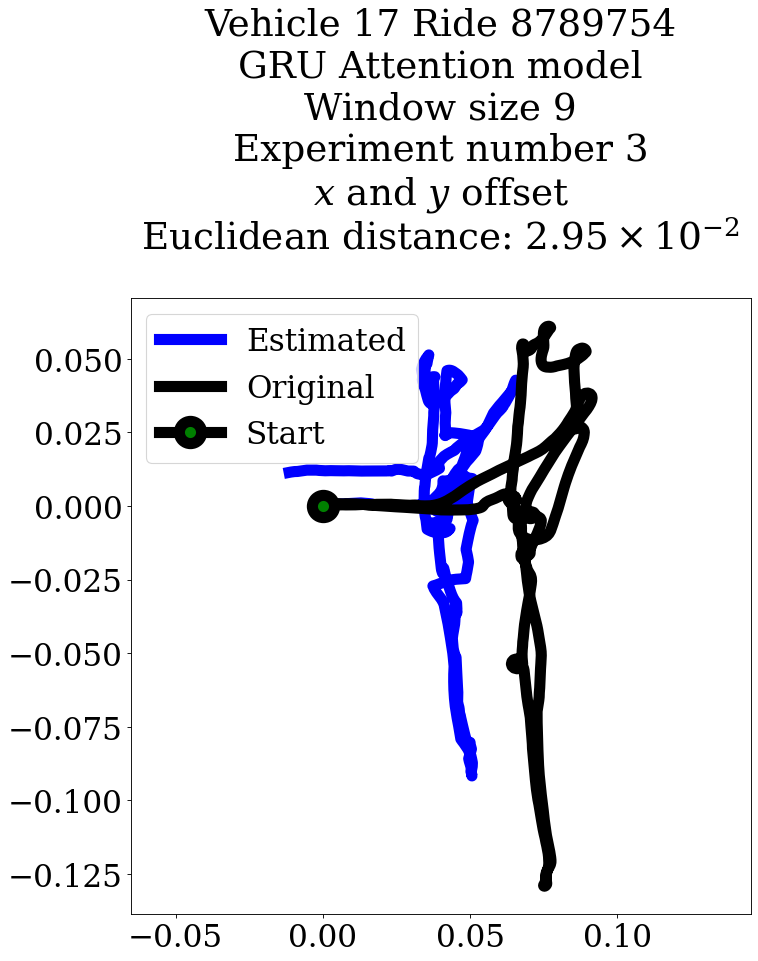 Vehicle 17 Ride 8789754
GRU Attention model
Window size 9
Experiment number 3
x and y offset
Euclidean distance: 2.95 × 10⁻²
Estimated
Original
Start
0.050
0.025
0.000
−0.025
−0.050
−0.075
−0.100
−0.125
−0.05 0.00 0.05 0.10